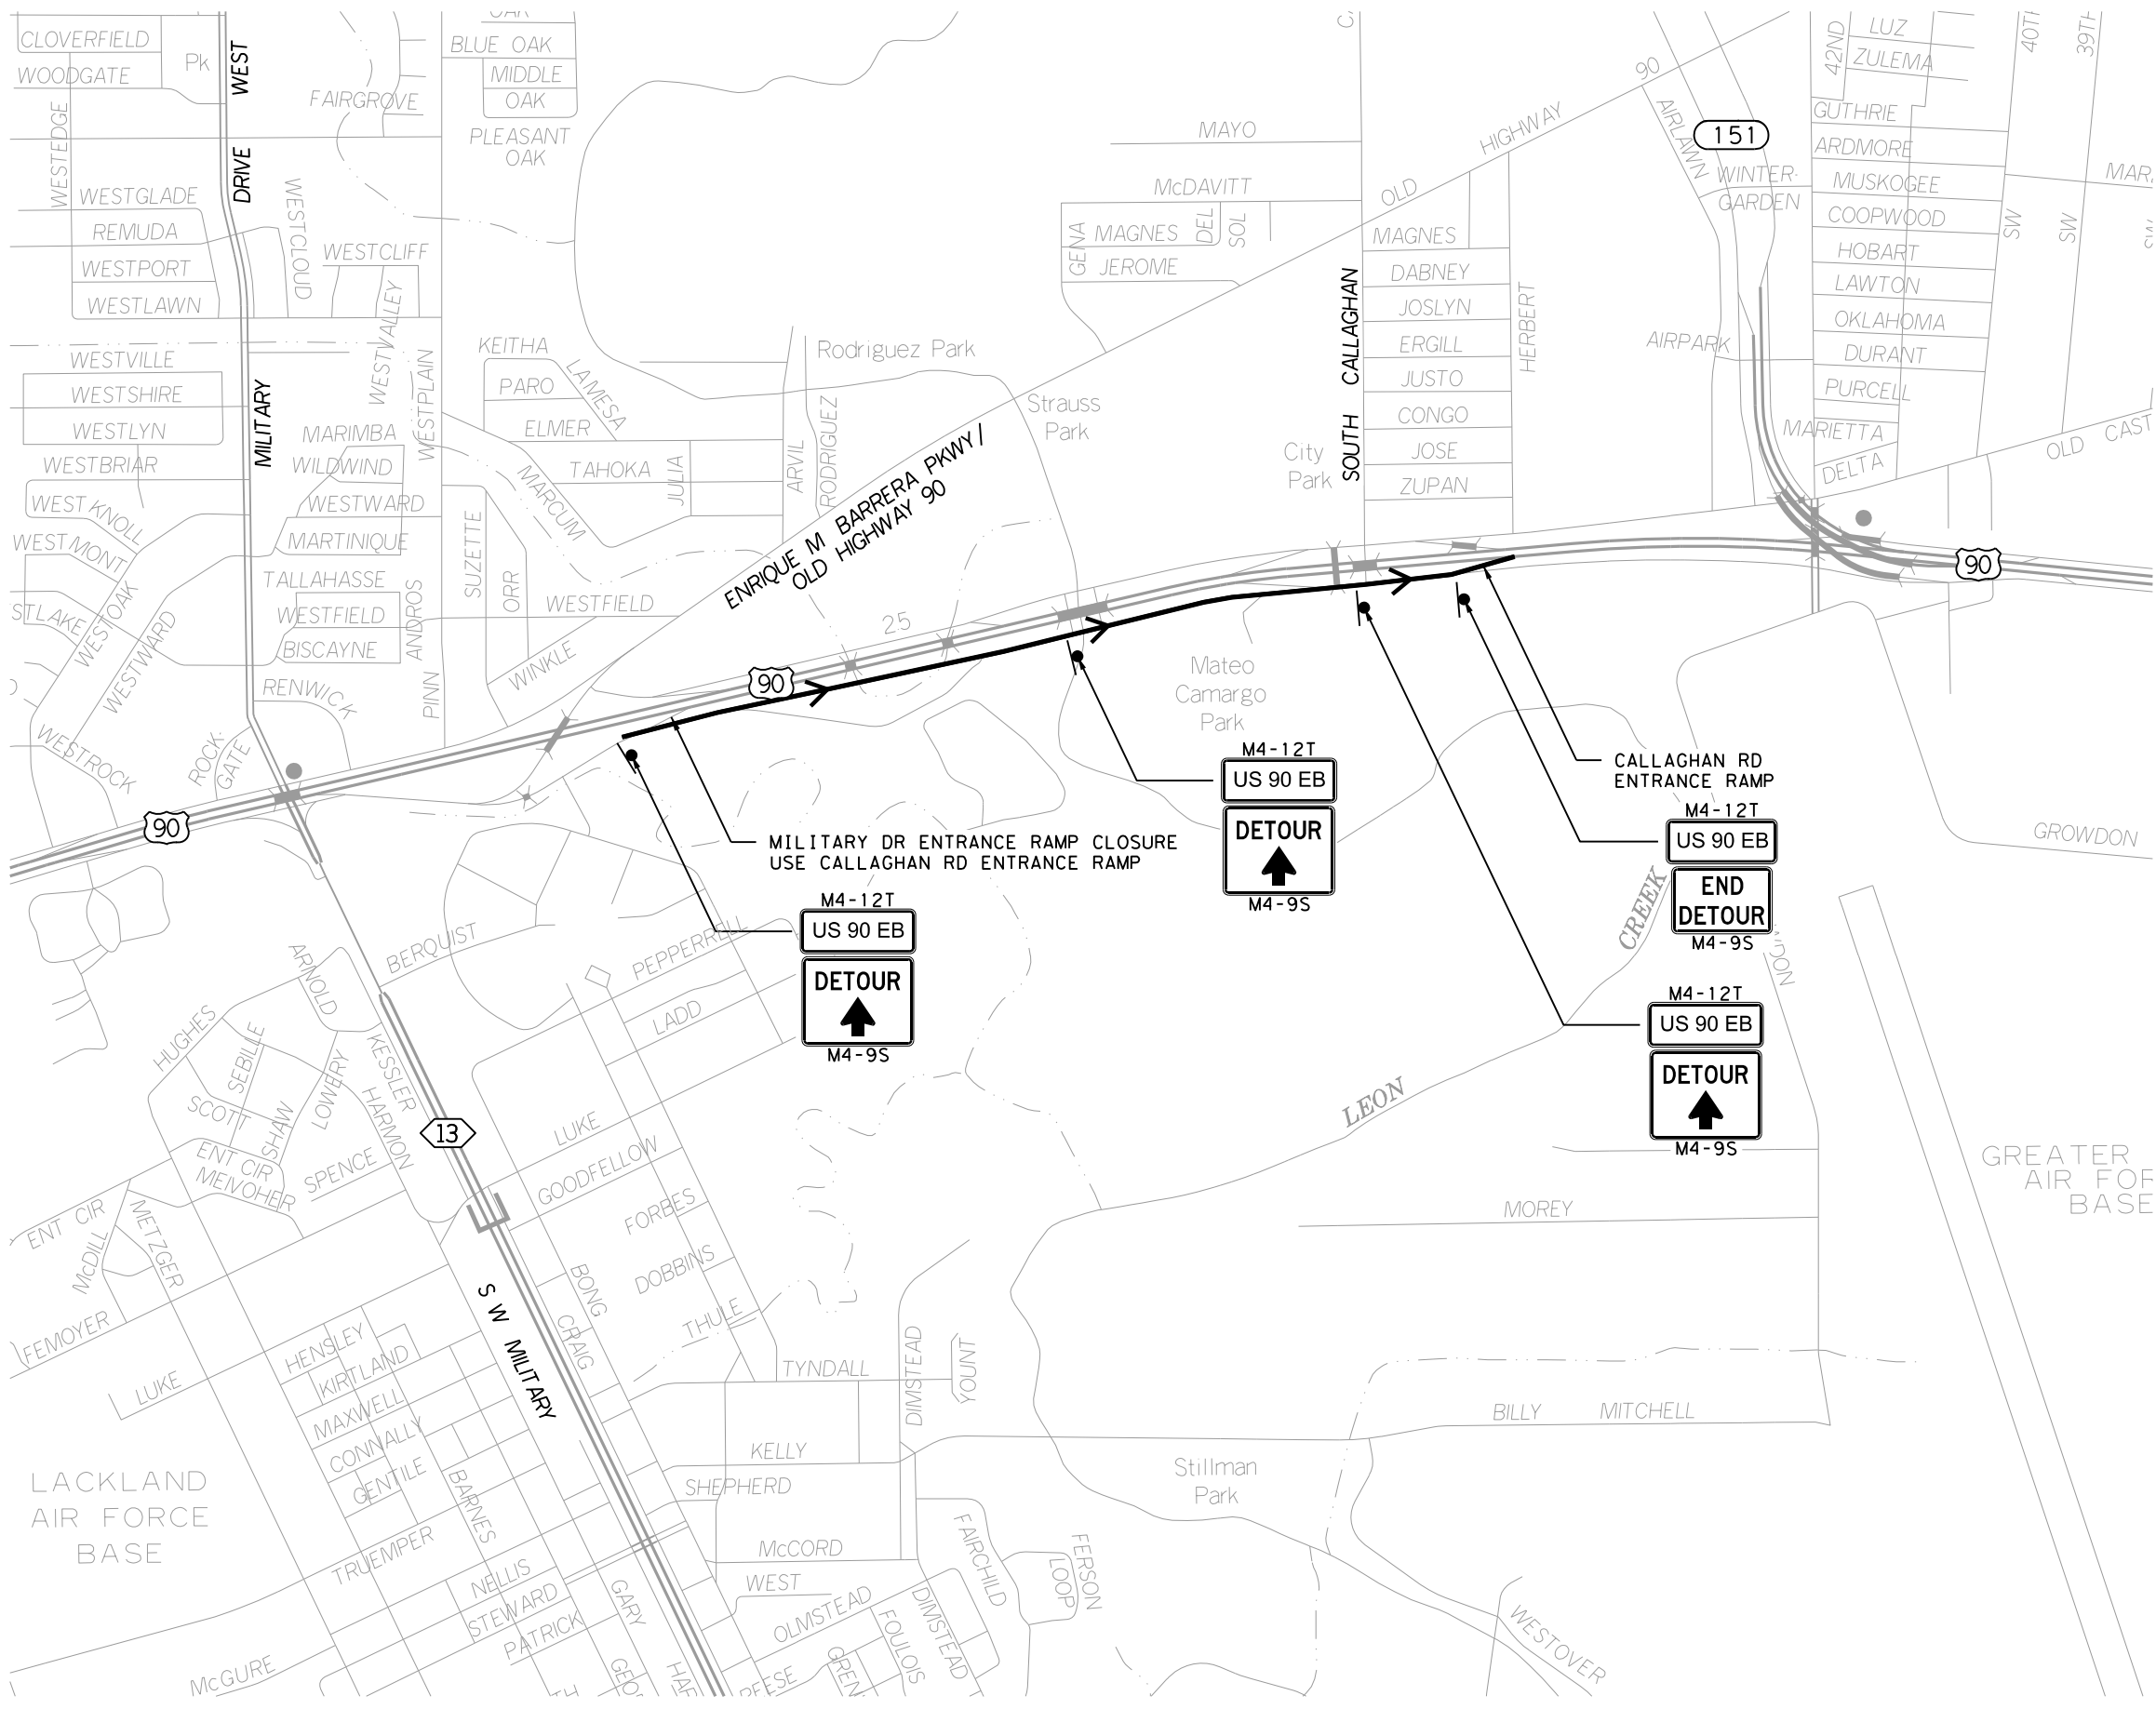 CLOVERFIELD
WOODGATE
Pk
WEST
DRIVE
MILITARY
WESTEDGE
FAIRGROVE
BLUE OAK
MIDDLE
OAK
PLEASANT
OAK
WESTGLADE
REMUDA
WESTPORT
WESTLAWN
WESTCLOUD
WESTCLIFF
WESTVALLEY
WESTPLAIN
WESTVILLE
WESTSHIRE
WESTLYN
WESTBRIAR
WEST KNOLL
WESTMONT
WESTOAK
WESTWARD
WESTROCK
MARIMBA
WILDWIND
WESTWARD
MARTINIQUE
TALLAHASSE
WESTFIELD
BISCAYNE
ANDROS
PINN
RENWICK
ROCK-
GATE
KEITHA
PARO
LAMESA
ELMER
TAHOKA
JULIA
MARCUM
SUZETTE
ORR
WESTFIELD
WINKLE
ARVIL
RODRIGUEZ
Rodriguez Park
Strauss
Park
ENRIQUE M BARRERA PKWY/
OLD HIGHWAY 90
25
90
90
90
MAYO
McDAVITT
GENA
MAGNES
DEL
SOL
JEROME
OLD
HIGHWAY
90
SOUTH CALLAGHAN
City
Park
MAGNES
DABNEY
JOSLYN
ERGILL
JUSTO
CONGO
JOSE
ZUPAN
HERBERT
AIRLAWN
151
WINTER-
GARDEN
AIRPARK
42ND
LUZ
ZULEMA
GUTHRIE
ARDMORE
MUSKOGEE
COOPWOOD
HOBART
LAWTON
OKLAHOMA
DURANT
PURCELL
MARIETTA
DELTA
OLD CAST
40TH
39TH
SW
SW
MAR
Mateo
Camargo
Park
MILITARY DR ENTRANCE RAMP CLOSURE
USE CALLAGHAN RD ENTRANCE RAMP
M4-12T
US 90 EB
DETOUR
M4-9S
M4-12T
US 90 EB
DETOUR
M4-9S
CALLAGHAN RD
ENTRANCE RAMP
M4-12T
US 90 EB
END
DETOUR
M4-9S
M4-12T
US 90 EB
DETOUR
M4-9S
GROWDON
LEON
CREEK
GREATER
AIR FOR
BASE
MOREY
BILLY MITCHELL
Stillman
Park
WESTOVER
BERQUIST
PEPPERRELL
LADD
ARNOLD
HUGHES
SEBILLE
SCOTT
SHAW
LOWERY
KESSLER
HARMON
ENT CIR
MEIVOHER
SPENCE
13
LUKE
GOODFELLOW
FORBES
DOBBINS
THULE
BONG
CRAIG
S W MILITARY
ENT CIR
McDILL
METZGER
FEMOYER
LUKE
HENSLEY
KIRTLAND
MAXWELL
CONNALLY
GENTILE
BARNES
TRUEMPER
NELLIS
STEWARD
PATRICK
GARY
McGURE
LACKLAND
AIR FORCE
BASE
TYNDALL
DIMSTEAD
YOUNT
KELLY
SHEPHERD
McCORD
WEST
OLMSTEAD
FOULOIS
DIMSTEAD
FAIRCHILD
FERSON
LOOP